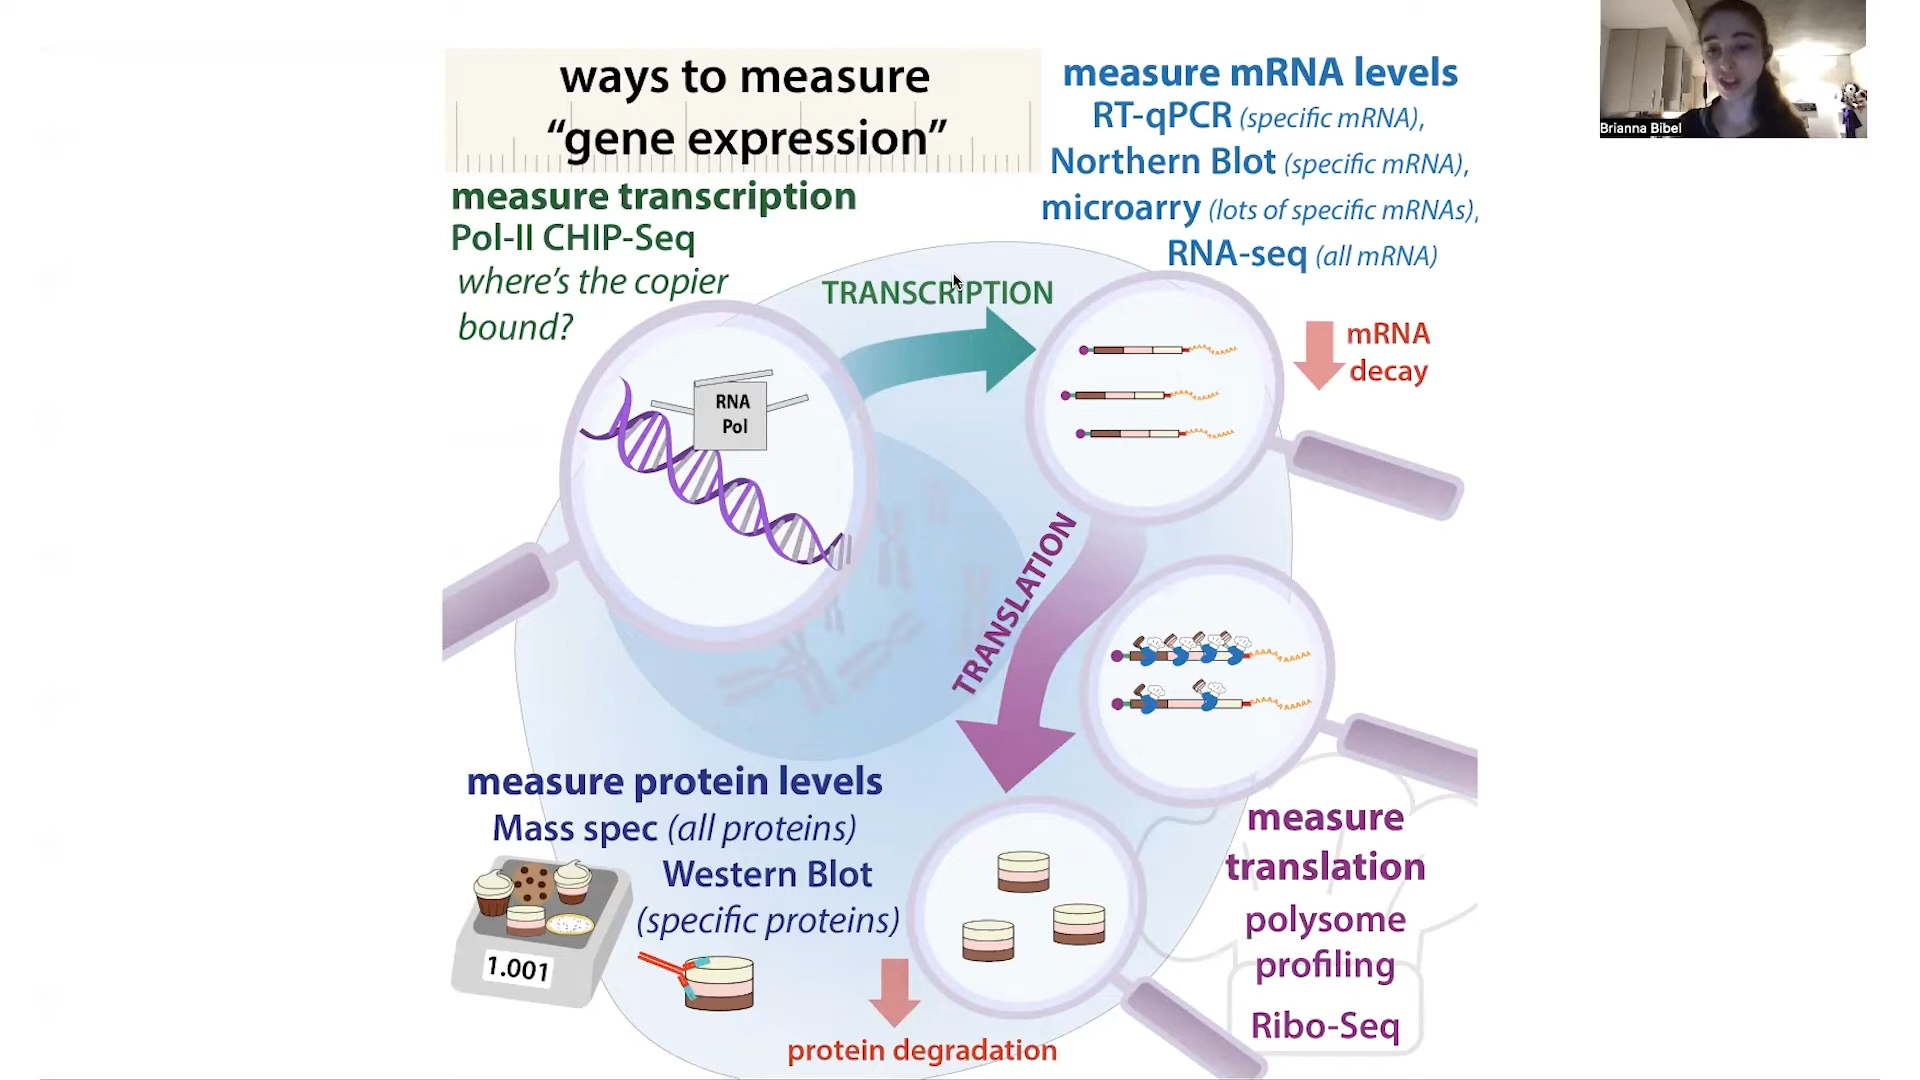 ways to measure
“gene expression”
measure transcription
Pol-II CHIP-Seq
where’s the copier
bound?
measure mRNA levels
RT-qPCR (specific mRNA),
Northern Blot (specific mRNA),
microarry (lots of specific mRNAs),
RNA-seq (all mRNA)
Brianna Bibel
TRANSCRIPTION
mRNA
decay
RNA
Pol
TRANSLATION
measure protein levels
Mass spec (all proteins)
Western Blot
(specific proteins)
1.001
protein degradation
measure
translation
polysome
profiling
Ribo-Seq